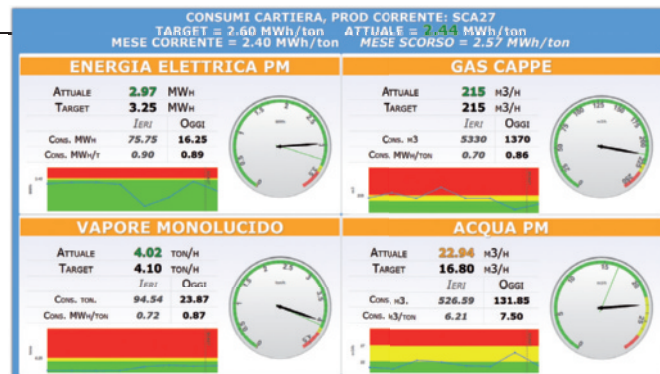 CONSUMI CARTIERA, PROD CORRENTE: SCA27
TARGET = 2.60 MWh/ton ATTUALE = 2.44 MWh/ton
MESE CORRENTE = 2.40 MWh/ton MESE SCORSO = 2.57 MWh/ton
ENERGIA ELETTRICA PM
ATTUALE 2.97 MWH
TARGET 3.25 MWH
IERI OGGI
CONS. MWH 75.75 16.25
CONS. MWH/T 0.90 0.89
GAS CAPPE
ATTUALE 215 M3/H
TARGET 215 M3/H
IERI OGGI
CONS. M3 5330 1370
CONS. MWH/TON 0.70 0.86
VAPORE MONOLUCIDO
ATTUALE 4.02 TON/H
TARGET 4.10 TON/H
IERI OGGI
CONS. TON. 94.54 23.87
CONS. MWH/TON 0.72 0.87
ACQUA PM
ATTUALE 22.94 M3/H
TARGET 16.80 M3/H
IERI OGGI
CONS. M3. 526.59 131.85
CONS. M3/TON 6.21 7.50